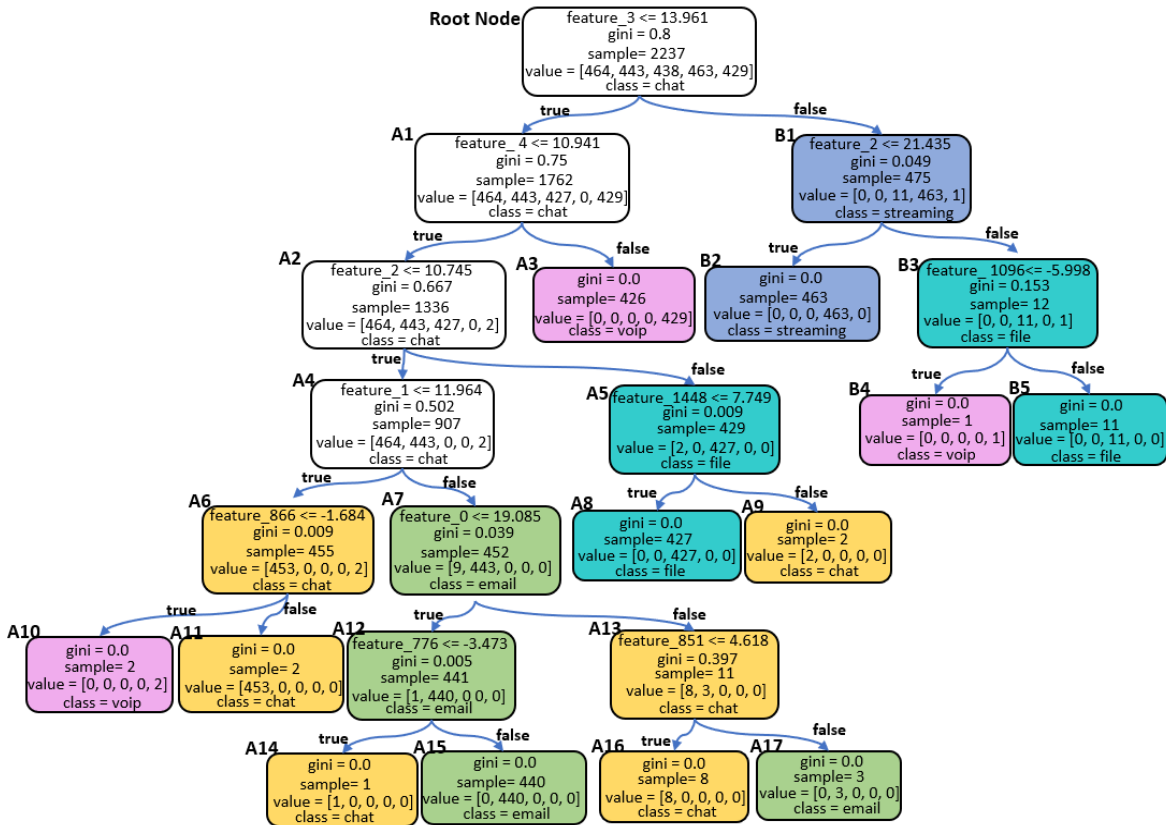 Root Node
feature_3 <= 13.961
gini = 0.8
sample= 2237
value = [464, 443, 438, 463, 429]
class = chat
true
false
A1
feature_ 4 <= 10.941
gini = 0.75
sample= 1762
value = [464, 443, 427, 0, 429]
class = chat
B1
feature_2 <= 21.435
gini = 0.049
sample= 475
value = [0, 0, 11, 463, 1]
class = streaming
true
false
true
false
A2
feature_2 <= 10.745
gini = 0.667
sample= 1336
value = [464, 443, 427, 0, 2]
class = chat
A3
gini = 0.0
sample= 426
value = [0, 0, 0, 0, 429]
class = voip
B2
gini = 0.0
sample= 463
value = [0, 0, 0, 463, 0]
class = streaming
B3
feature_ 1096<= -5.998
gini = 0.153
sample= 12
value = [0, 0, 11, 0, 1]
class = file
true
false
true
false
A4
feature_1 <= 11.964
gini = 0.502
sample= 907
value = [464, 443, 0, 0, 2]
class = chat
A5
feature_1448 <= 7.749
gini = 0.009
sample= 429
value = [2, 0, 427, 0, 0]
class = file
B4
gini = 0.0
sample= 1
value = [0, 0, 0, 0, 1]
class = voip
B5
gini = 0.0
sample= 11
value = [0, 0, 11, 0, 0]
class = file
true
false
true
false
A6
feature_866 <= -1.684
gini = 0.009
sample= 455
value = [453, 0, 0, 0, 2]
class = chat
A7
feature_0 <= 19.085
gini = 0.039
sample= 452
value = [9, 443, 0, 0, 0]
class = email
A8
gini = 0.0
sample= 427
value = [0, 0, 427, 0, 0]
class = file
A9
gini = 0.0
sample= 2
value = [2, 0, 0, 0, 0]
class = chat
true
false
true
false
A10
gini = 0.0
sample= 2
value = [0, 0, 0, 0, 2]
class = voip
A11
gini = 0.0
sample= 2
value = [453, 0, 0, 0, 0]
class = chat
A12
feature_776 <= -3.473
gini = 0.005
sample= 441
value = [1, 440, 0 0, 0]
class = email
A13
feature_851 <= 4.618
gini = 0.397
sample= 11
value = [8, 3, 0, 0, 0]
class = chat
true
false
true
false
A14
gini = 0.0
sample= 1
value = [1, 0, 0, 0, 0]
class = chat
A15
gini = 0.0
sample= 440
value = [0, 440, 0, 0, 0]
class = email
A16
gini = 0.0
sample= 8
value = [8, 0, 0, 0, 0]
class = chat
A17
gini = 0.0
sample= 3
value = [0, 3, 0, 0, 0]
class = email